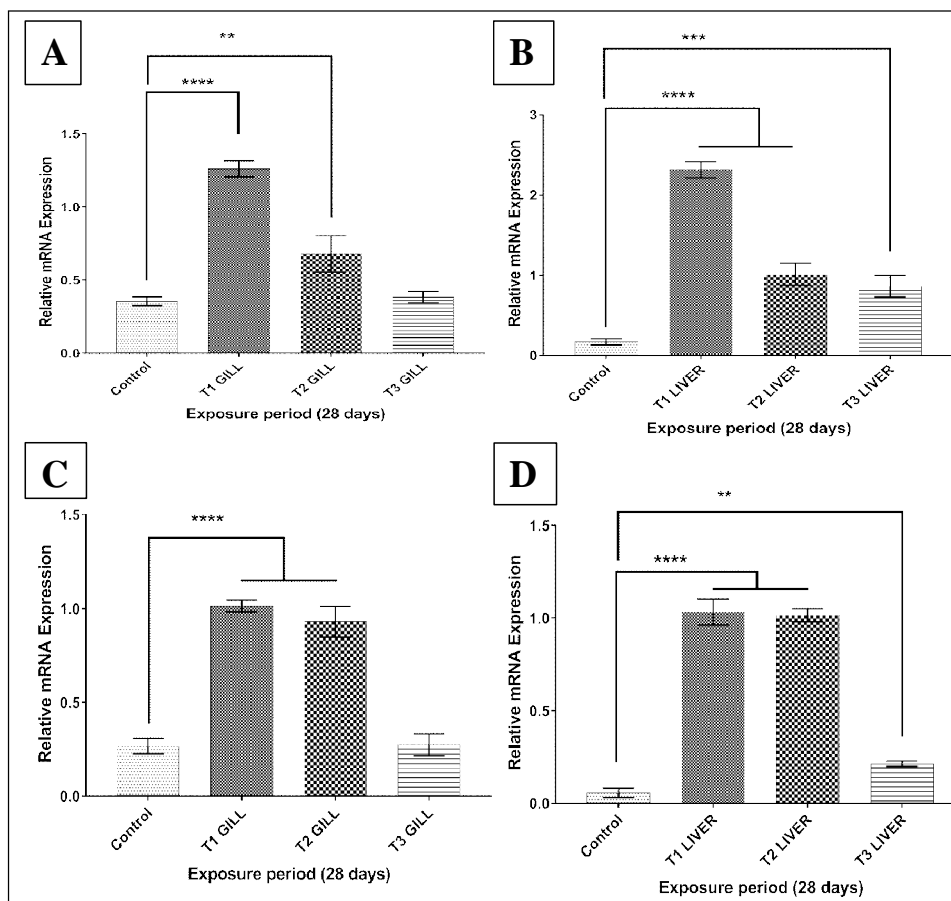 A
**
****
Relative mRNA Expression
1.5
1.0
0.5
0.0
Control
T1 GILL
T2 GILL
T3 GILL
Exposure period (28 days)
B
***
****
Relative mRNA Expression
3
2
1
0
Control
T1 LIVER
T2 LIVER
T3 LIVER
Exposure period (28 days)
C
****
Relative mRNA Expression
1.5
1.0
0.5
0.0
Control
T1 GILL
T2 GILL
T3 GILL
Exposure period (28 days)
D
**
****
Relative mRNA Expression
1.5
1.0
0.5
0.0
Control
T1 LIVER
T2 LIVER
T3 LIVER
Exposure period (28 days)